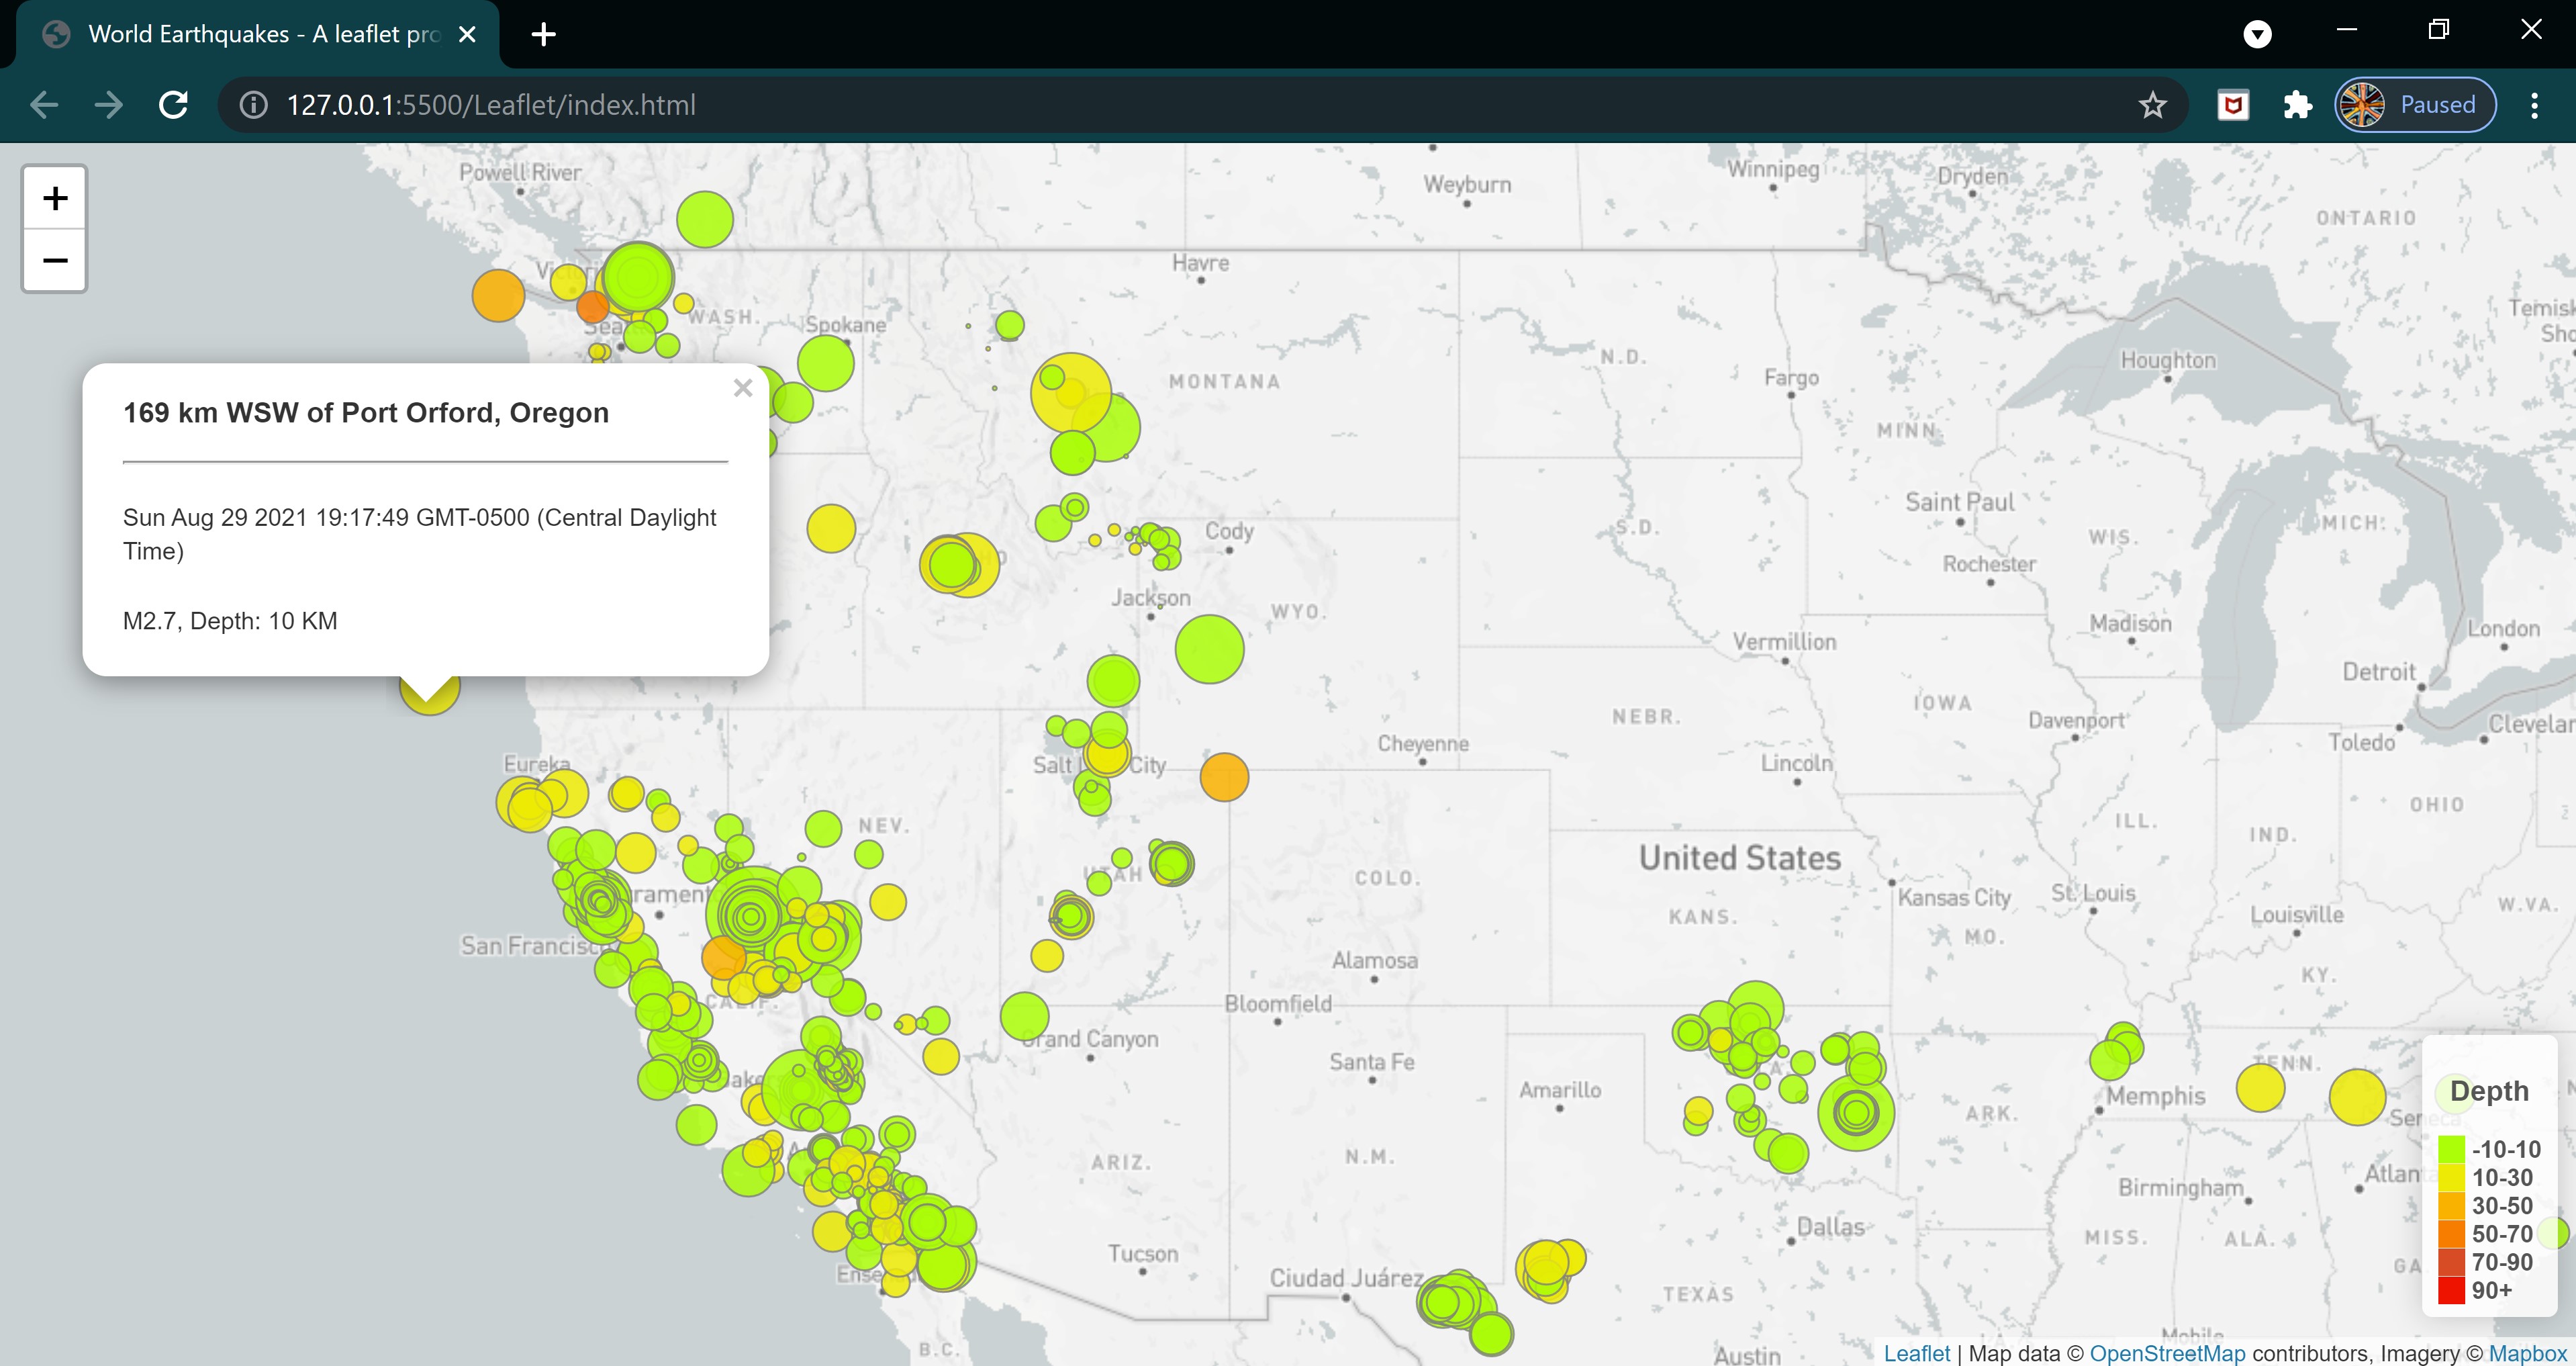 World Earthquakes - A leaflet pro
127.0.0.1:5500/Leaflet/index.html
Paused
+
−
Powell River
Weyburn
Winnipeg
Dryden
ONTARIO
Havre
WASH.
Spokane
MONTANA
N.D.
Fargo
Houghton
MINN.
169 km WSW of Port Orford, Oregon
Sun Aug 29 2021 19:17:49 GMT-0500 (Central Daylight
Time)
M2.7, Depth: 10 KM
Cody
S.D.
Saint Paul
WIS.
MICH.
Rochester
Jackson
WYO.
Madison
London
Vermillion
Detroit
NEBR.
IOWA
Davenport
Cheyenne
Toledo
Eureka
Salt City
Lincoln
OHIO
NEV.
ILL.
IND.
United States
UTAH
COLO.
Kansas City
St. Louis
KANS.
Louisville
W.VA.
San Francisco
MO.
Alamosa
KY.
CALIF.
Bloomfield
Grand Canyon
Santa Fe
TENN.
Amarillo
Memphis
ARK.
ARIZ.
N.M.
Birmingham
Dallas
MISS.
ALA.
Tucson
Ciudad Juárez
TEXAS
B.C.
Austin
Mobile
Depth
-10-10
10-30
30-50
50-70
70-90
90+
Leaflet | Map data © OpenStreetMap contributors, Imagery © Mapbox